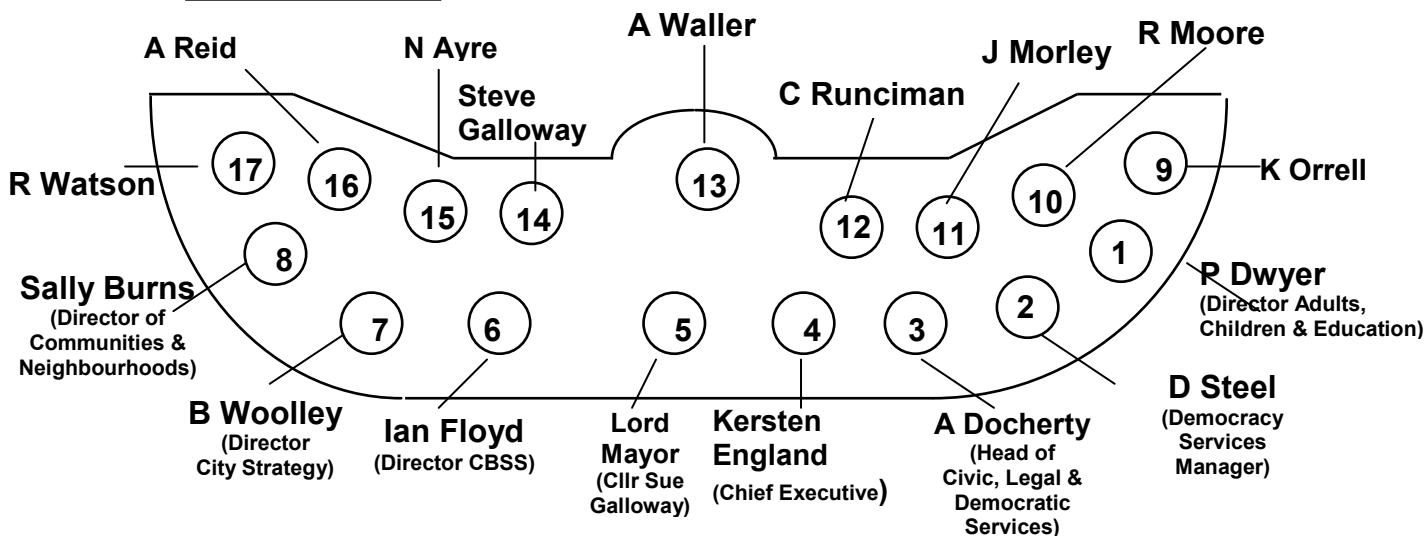 A Reid
N Ayre
A Waller
R Moore
J Morley
Steve
Galloway
C Runciman
17
16
15
14
13
12
11
10
9
R Watson
K Orrell
8
7
6
5
4
3
2
1
Sally Burns
(Director of
Communities &
Neighbourhoods)
B Woolley
(Director
City Strategy)
Ian Floyd
(Director CBSS)
Lord
Mayor
(Cllr Sue
Galloway)
Kersten
England
(Chief Executive)
A Docherty
(Head of
Civic, Legal &
Democratic
Services)
D Steel
(Democracy
Services
Manager)
P Dwyer
(Director Adults,
Children & Education)